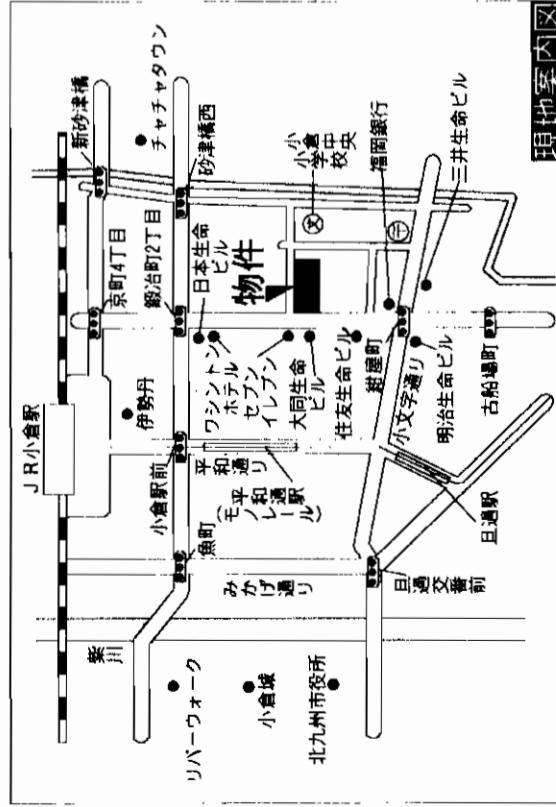 現地案内図
JR小倉駅
新砂津橋
京町4丁目
チャチャタウン
伊勢丹
鍛冶町2丁目
砂津橋西
小倉駅前
魚町
紫川
日本生命
ビル
物件
小倉中央
小学校
文
ワシントン
ホテル
セブン
イレブン
平和通り
平和通駅
(モノレール)
みかげ通り
リバーウォーク
小倉城
北九州市役所
大同生命
ビル
住友生命ビル
福岡銀行
〒
紺屋町
小文字通り
三井生命ビル
明治生命ビル
古船場町
旦過駅
旦過交番前